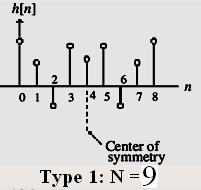 h[n]
n
2
6
0 1 3 4 5 7 8
Center of
symmetry
Type 1: N = 9